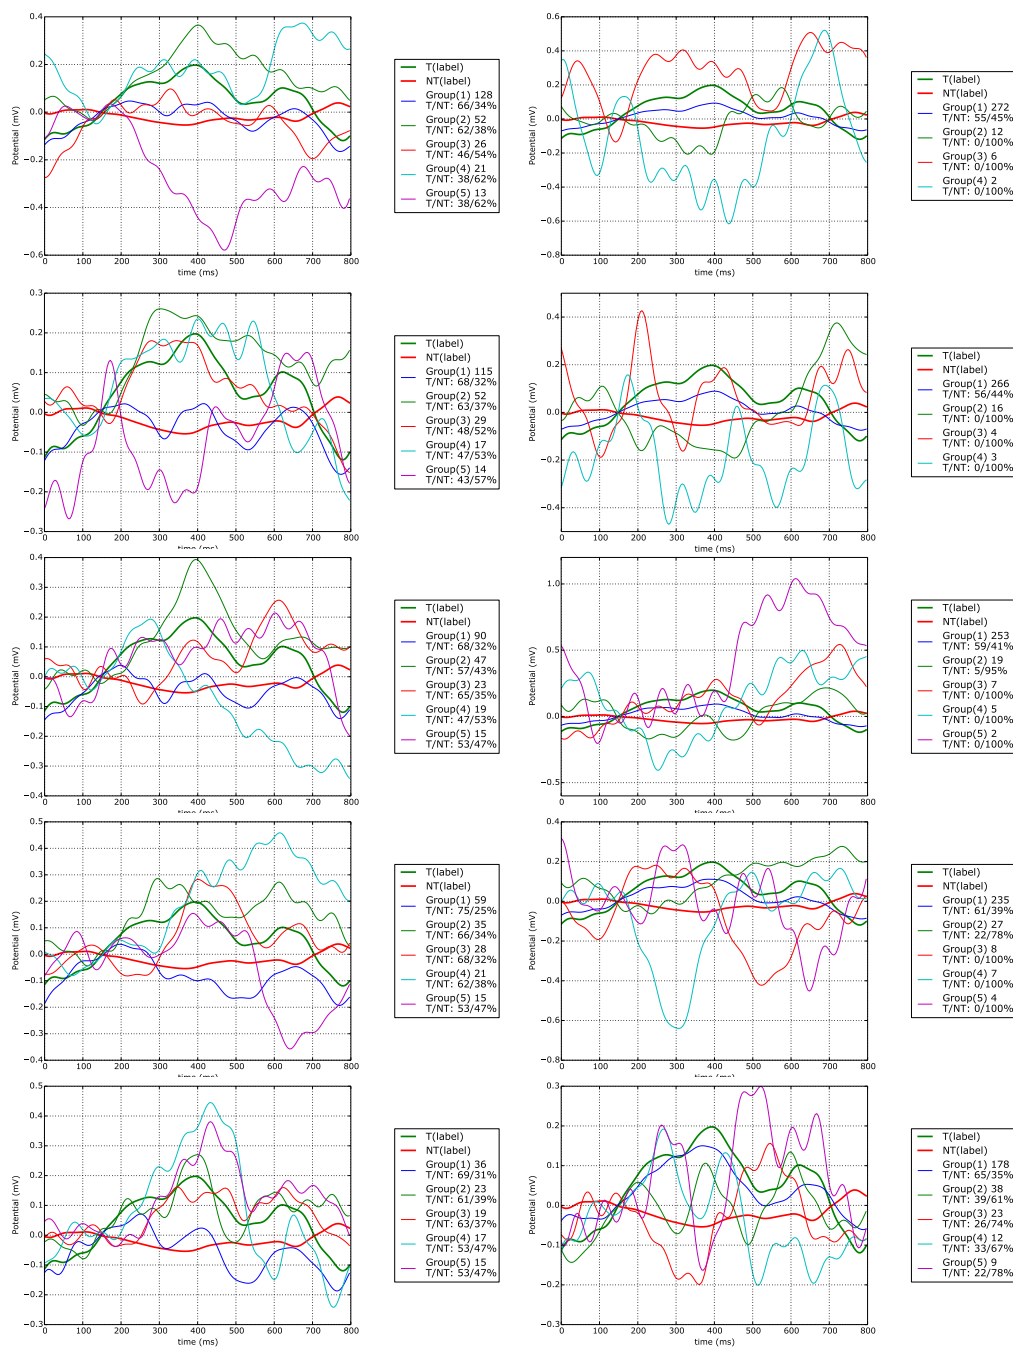 0.4
0.2
0.0
−0.2
−0.4
−0.6
Potential (mV)
0 100 200 300 400 500 600 700 800
time (ms)
T(label)
NT(label)
Group(1) 128
T/NT: 66/34%
Group(2) 52
T/NT: 62/38%
Group(3) 26
T/NT: 46/54%
Group(4) 21
T/NT: 38/62%
Group(5) 13
T/NT: 38/62%
0.6
0.4
0.2
0.0
−0.2
−0.4
−0.6
−0.8
Potential (mV)
0 100 200 300 400 500 600 700 800
time (ms)
T(label)
NT(label)
Group(1) 272
T/NT: 55/45%
Group(2) 12
T/NT: 0/100%
Group(3) 6
T/NT: 0/100%
Group(4) 2
T/NT: 0/100%
0.3
0.2
0.1
0.0
−0.1
−0.2
−0.3
Potential (mV)
0 100 200 300 400 500 600 700 800
time (ms)
T(label)
NT(label)
Group(1) 115
T/NT: 68/32%
Group(2) 52
T/NT: 63/37%
Group(3) 29
T/NT: 48/52%
Group(4) 17
T/NT: 47/53%
Group(5) 14
T/NT: 43/57%
0.4
0.2
0.0
−0.2
−0.4
Potential (mV)
0 100 200 300 400 500 600 700 800
time (ms)
T(label)
NT(label)
Group(1) 266
T/NT: 56/44%
Group(2) 16
T/NT: 0/100%
Group(3) 4
T/NT: 0/100%
Group(4) 3
T/NT: 0/100%
0.4
0.3
0.2
0.1
0.0
−0.1
−0.2
−0.3
−0.4
Potential (mV)
0 100 200 300 400 500 600 700 800
time (ms)
T(label)
NT(label)
Group(1) 90
T/NT: 68/32%
Group(2) 47
T/NT: 57/43%
Group(3) 23
T/NT: 65/35%
Group(4) 19
T/NT: 47/53%
Group(5) 15
T/NT: 53/47%
1.0
0.5
0.0
−0.5
Potential (mV)
0 100 200 300 400 500 600 700 800
time (ms)
T(label)
NT(label)
Group(1) 253
T/NT: 59/41%
Group(2) 19
T/NT: 5/95%
Group(3) 7
T/NT: 0/100%
Group(4) 5
T/NT: 0/100%
Group(5) 2
T/NT: 0/100%
0.5
0.4
0.3
0.2
0.1
0.0
−0.1
−0.2
−0.3
−0.4
Potential (mV)
0 100 200 300 400 500 600 700 800
time (ms)
T(label)
NT(label)
Group(1) 59
T/NT: 75/25%
Group(2) 35
T/NT: 66/34%
Group(3) 28
T/NT: 68/32%
Group(4) 21
T/NT: 62/38%
Group(5) 15
T/NT: 53/47%
0.4
0.2
0.0
−0.2
−0.4
−0.6
−0.8
Potential (mV)
0 100 200 300 400 500 600 700 800
time (ms)
T(label)
NT(label)
Group(1) 235
T/NT: 61/39%
Group(2) 27
T/NT: 22/78%
Group(3) 8
T/NT: 0/100%
Group(4) 7
T/NT: 0/100%
Group(5) 4
T/NT: 0/100%
0.5
0.4
0.3
0.2
0.1
0.0
−0.1
−0.2
−0.3
Potential (mV)
0 100 200 300 400 500 600 700 800
time (ms)
T(label)
NT(label)
Group(1) 36
T/NT: 69/31%
Group(2) 23
T/NT: 61/39%
Group(3) 19
T/NT: 63/37%
Group(4) 17
T/NT: 53/47%
Group(5) 15
T/NT: 53/47%
0.3
0.2
0.1
0.0
−0.1
−0.2
−0.3
Potential (mV)
0 100 200 300 400 500 600 700 800
time (ms)
T(label)
NT(label)
Group(1) 178
T/NT: 65/35%
Group(2) 38
T/NT: 39/61%
Group(3) 23
T/NT: 26/74%
Group(4) 12
T/NT: 33/67%
Group(5) 9
T/NT: 22/78%